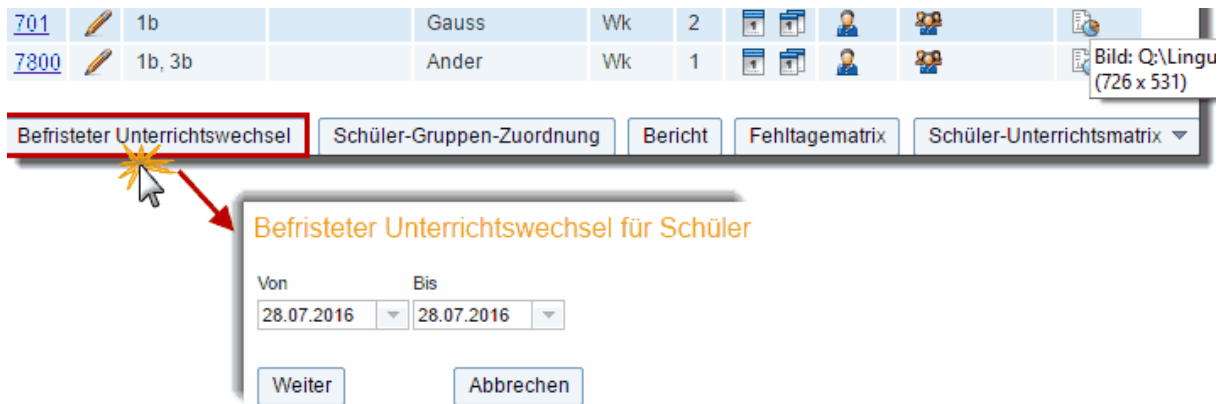 701 1b Gauss Wk 2
7800 1b, 3b Ander Wk 1
Bild: Q:\Lingu
(726 x 531)
Befristeter Unterrichtswechsel Schüler-Gruppen-Zuordnung Bericht Fehltagematrix Schüler-Unterrichtsmatrix
Befristeter Unterrichtswechsel für Schüler
Von Bis
28.07.2016 28.07.2016
Weiter Abbrechen